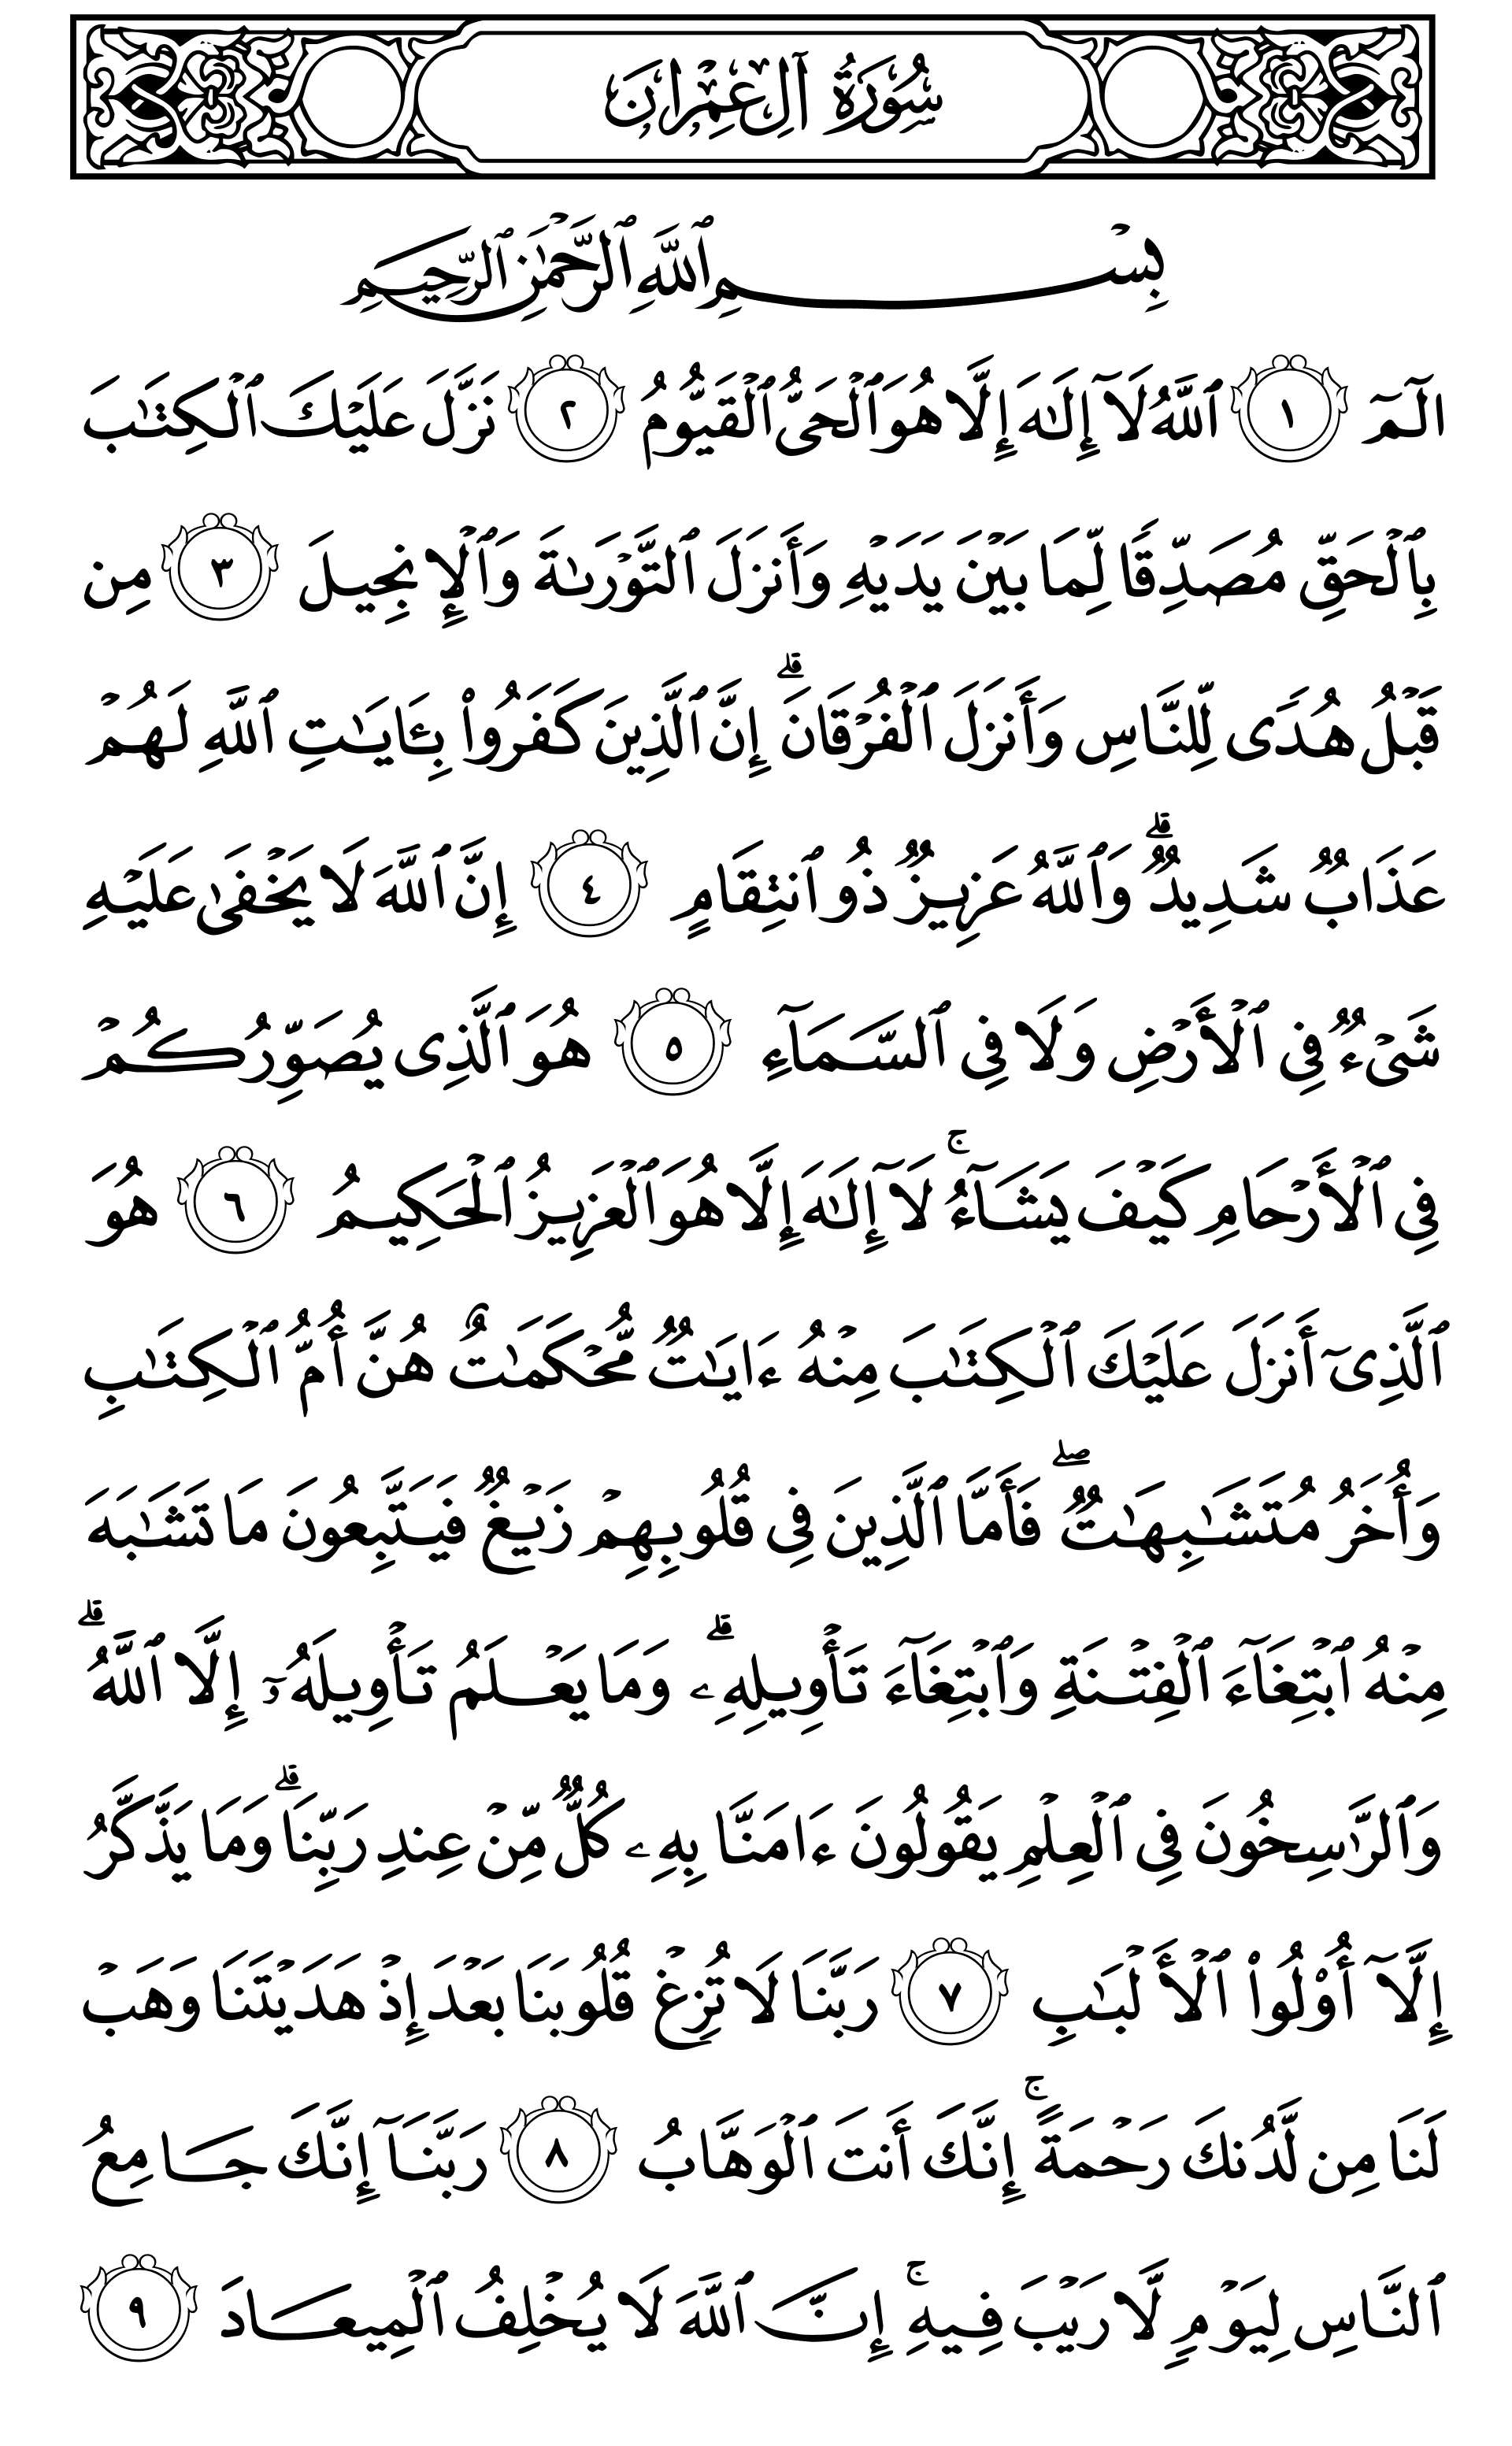 سُورَةُ آلِ عِمۡرَانَ
بِسۡمِ ٱللَّهِ ٱلرَّحۡمَٰنِ ٱلرَّحِيمِ
الٓمٓ ١ ٱللَّهُ لَآ إِلَٰهَ إِلَّا هُوَ ٱلۡحَيُّ ٱلۡقَيُّومُ ٢ نَزَّلَ عَلَيۡكَ ٱلۡكِتَٰبَ
بِٱلۡحَقِّ مُصَدِّقٗا لِّمَا بَيۡنَ يَدَيۡهِ وَأَنزَلَ ٱلتَّوۡرَىٰةَ وَٱلۡإِنجِيلَ ٣ مِن
قَبۡلُ هُدٗى لِّلنَّاسِ وَأَنزَلَ ٱلۡفُرۡقَانَۗ إِنَّ ٱلَّذِينَ كَفَرُواْ بِـَٔايَٰتِ ٱللَّهِ لَهُمۡ
عَذَابٞ شَدِيدٞۗ وَٱللَّهُ عَزِيزٞ ذُو ٱنتِقَامٍ ٤ إِنَّ ٱللَّهَ لَا يَخۡفَىٰ عَلَيۡهِ
شَيۡءٞ فِي ٱلۡأَرۡضِ وَلَا فِي ٱلسَّمَآءِ ٥ هُوَ ٱلَّذِي يُصَوِّرُكُمۡ
فِي ٱلۡأَرۡحَامِ كَيۡفَ يَشَآءُۚ لَآ إِلَٰهَ إِلَّا هُوَ ٱلۡعَزِيزُ ٱلۡحَكِيمُ ٦ هُوَ
ٱلَّذِيٓ أَنزَلَ عَلَيۡكَ ٱلۡكِتَٰبَ مِنۡهُ ءَايَٰتٞ مُّحۡكَمَٰتٌ هُنَّ أُمُّ ٱلۡكِتَٰبِ
وَأُخَرُ مُتَشَٰبِهَٰتٞۖ فَأَمَّا ٱلَّذِينَ فِي قُلُوبِهِمۡ زَيۡغٞ فَيَتَّبِعُونَ مَا تَشَٰبَهَ
مِنۡهُ ٱبۡتِغَآءَ ٱلۡفِتۡنَةِ وَٱبۡتِغَآءَ تَأۡوِيلِهِۦۗ وَمَا يَعۡلَمُ تَأۡوِيلَهُۥٓ إِلَّا ٱللَّهُۗ
وَٱلرَّٰسِخُونَ فِي ٱلۡعِلۡمِ يَقُولُونَ ءَامَنَّا بِهِۦ كُلّٞ مِّنۡ عِندِ رَبِّنَاۗ وَمَا يَذَّكَّرُ
إِلَّآ أُوْلُواْ ٱلۡأَلۡبَٰبِ ٧ رَبَّنَا لَا تُزِغۡ قُلُوبَنَا بَعۡدَ إِذۡ هَدَيۡتَنَا وَهَبۡ
لَنَا مِن لَّدُنكَ رَحۡمَةًۚ إِنَّكَ أَنتَ ٱلۡوَهَّابُ ٨ رَبَّنَآ إِنَّكَ جَامِعُ
ٱلنَّاسِ لِيَوۡمٖ لَّا رَيۡبَ فِيهِۚ إِنَّ ٱللَّهَ لَا يُخۡلِفُ ٱلۡمِيعَادَ ٩